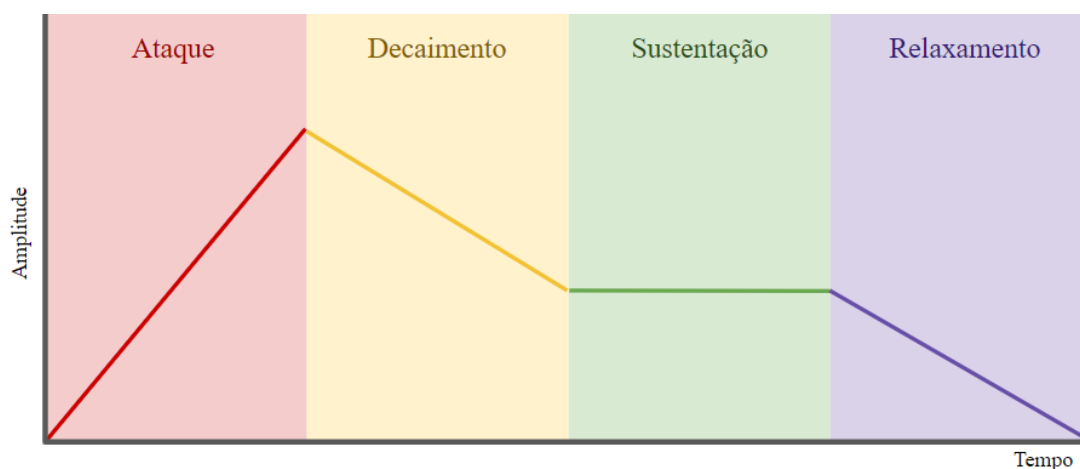 Ataque
Decaimento
Sustentação
Relaxamento
Amplitude
Tempo